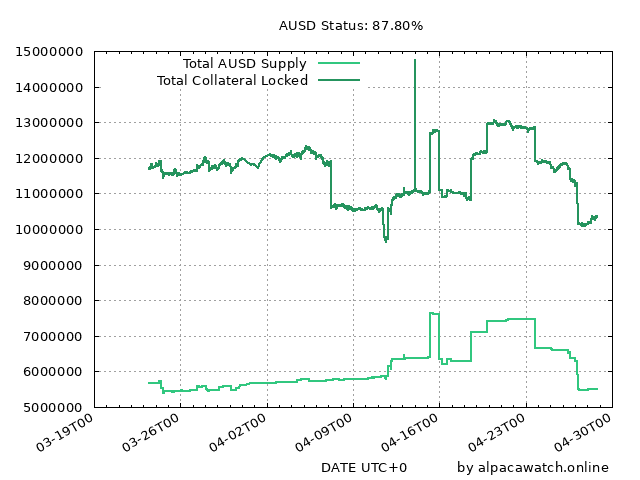 AUSD Status: 87.80%
Total AUSD Supply
Total Collateral Locked
15000000
14000000
13000000
12000000
11000000
10000000
9000000
8000000
7000000
6000000
5000000
03-19T00
03-26T00
04-02T00
04-09T00
04-16T00
04-23T00
04-30T00
DATE UTC+0
by alpacawatch.online